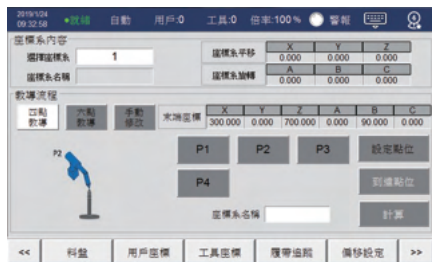 2019/1/24
09:32:58 •就緒 自動 用戶:0 工具:0 倍率:100 % 警報
座標系內容
選擇座標系 1 座標系平移 X Y Z
0.000 0.000 0.000
座標系名稱 座標系旋轉 A B C
0.000 0.000 0.000
教導流程
四點教導 六點教導 手動修改 末端座標 X Y Z A B C
300.000 0.000 700.000 0.000 90.000 0.000
P2 P1 P2 P3 設定點位
P4 到達點位
座標系名稱 計算
<< 料盤 用戶座標 工具座標 履帶追蹤 偏移設定 >>